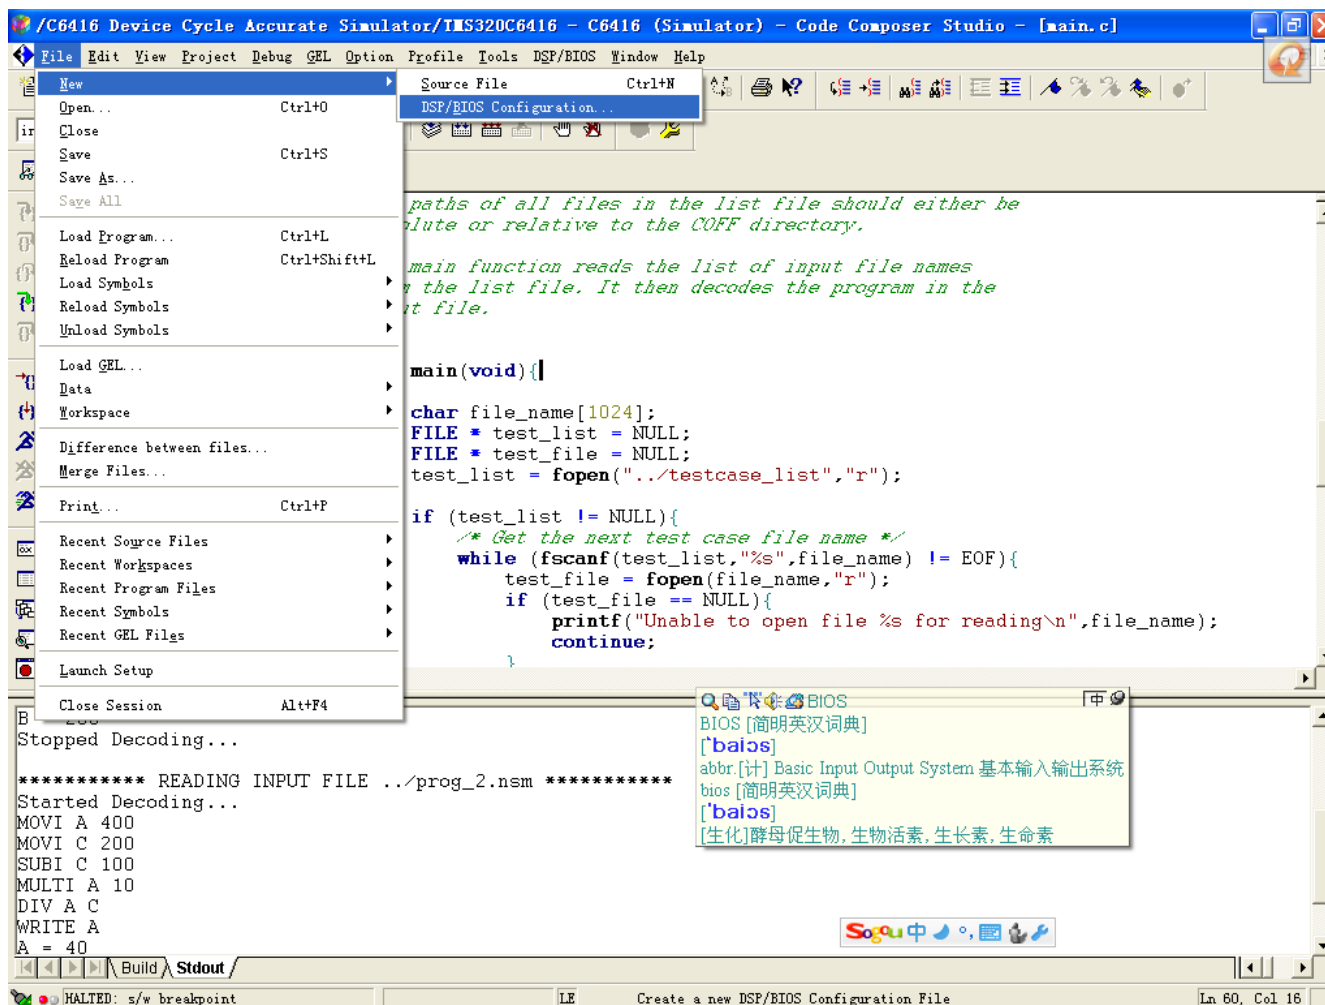 /C6416 Device Cycle Accurate Simulator/TMS320C6416 - C6416 (Simulator) - Code Composer Studio - [main.c]
File Edit View Project Debug GEL Option Profile Tools DSP/BIOS Window Help
New
Source File Ctrl+N
Open... Ctrl+O
DSP/BIOS Configuration...
Close
Save Ctrl+S
Save As...
Save All
Load Program... Ctrl+L
Reload Program Ctrl+Shift+L
Load Symbols
Reload Symbols
Unload Symbols
Load GEL...
Data
Workspace
Difference between files...
Merge Files...
Print... Ctrl+P
Recent Source Files
Recent Workspaces
Recent Program Files
Recent Symbols
Recent GEL Files
Launch Setup
Close Session Alt+F4
paths of all files in the list file should either be
lute or relative to the COFF directory.
main function reads the list of input file names
the list file. It then decodes the program in the
t file.
main(void){
char file_name[1024];
FILE * test_list = NULL;
FILE * test_file = NULL;
test_list = fopen("../testcase_list","r");
if (test_list != NULL){
/* Get the next test case file name */
while (fscanf(test_list,"%s",file_name) != EOF){
test_file = fopen(file_name,"r");
if (test_file == NULL){
printf("Unable to open file %s for reading\n",file_name);
continue;
}
Stopped Decoding...
*********** READING INPUT FILE ../prog_2.nsm ***********
Started Decoding...
MOVI A 400
MOVI C 200
SUBI C 100
MULTI A 10
DIV A C
WRITE A
A = 40
BIOS 中
BIOS [简明英汉词典]
['baiɔs]
abbr.[计] Basic Input Output System 基本输入输出系统
bios [简明英汉词典]
['baiɔs]
[生化]酵母促生物, 生物活素, 生长素, 生命素
Sogou 中
Build Stdout
HALTED: s/w breakpoint LE Create a new DSP/BIOS Configuration File Ln 60, Col 16